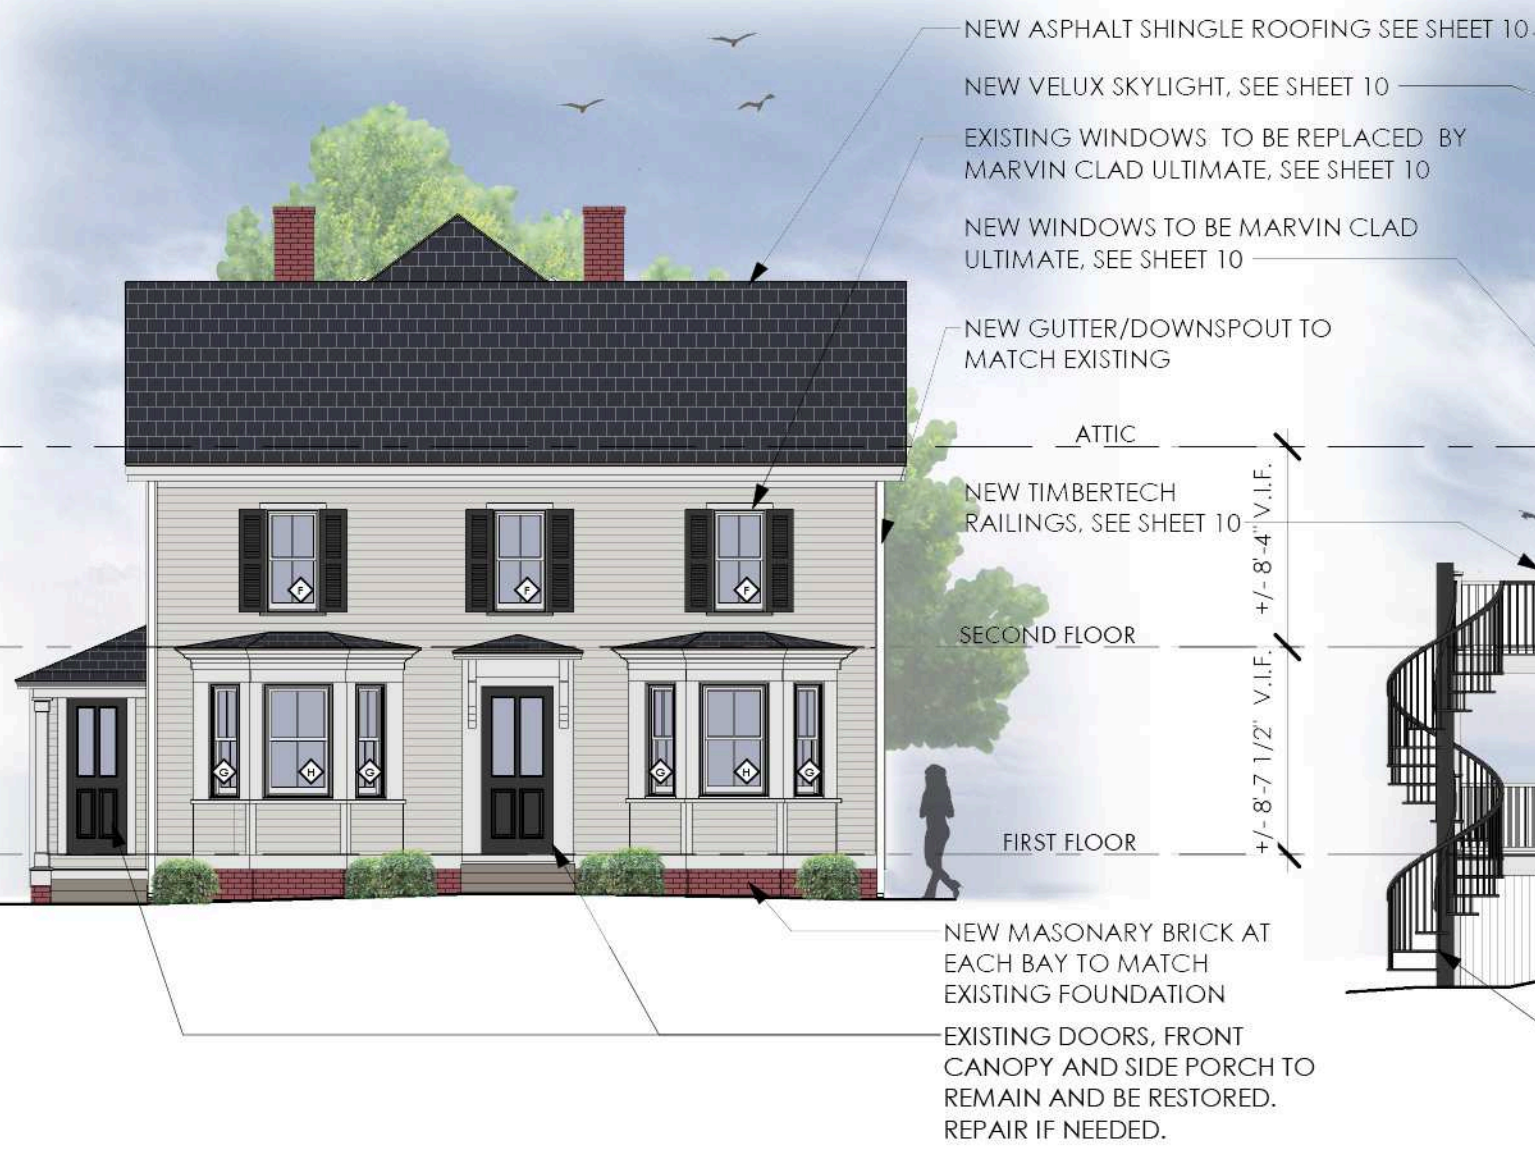 NEW ASPHALT SHINGLE ROOFING SEE SHEET 10
NEW VELUX SKYLIGHT, SEE SHEET 10
EXISTING WINDOWS TO BE REPLACED BY
MARVIN CLAD ULTIMATE, SEE SHEET 10
NEW WINDOWS TO BE MARVIN CLAD
ULTIMATE, SEE SHEET 10
NEW GUTTER/DOWNSPOUT TO
MATCH EXISTING
ATTIC
NEW TIMBERTECH
RAILINGS, SEE SHEET 10
+/- 8'-4" V.I.F.
F
F
F
SECOND FLOOR
+/- 8'-7 1/2" V.I.F.
G
H
G
G
H
G
FIRST FLOOR
NEW MASONARY BRICK AT
EACH BAY TO MATCH
EXISTING FOUNDATION
EXISTING DOORS, FRONT
CANOPY AND SIDE PORCH TO
REMAIN AND BE RESTORED.
REPAIR IF NEEDED.